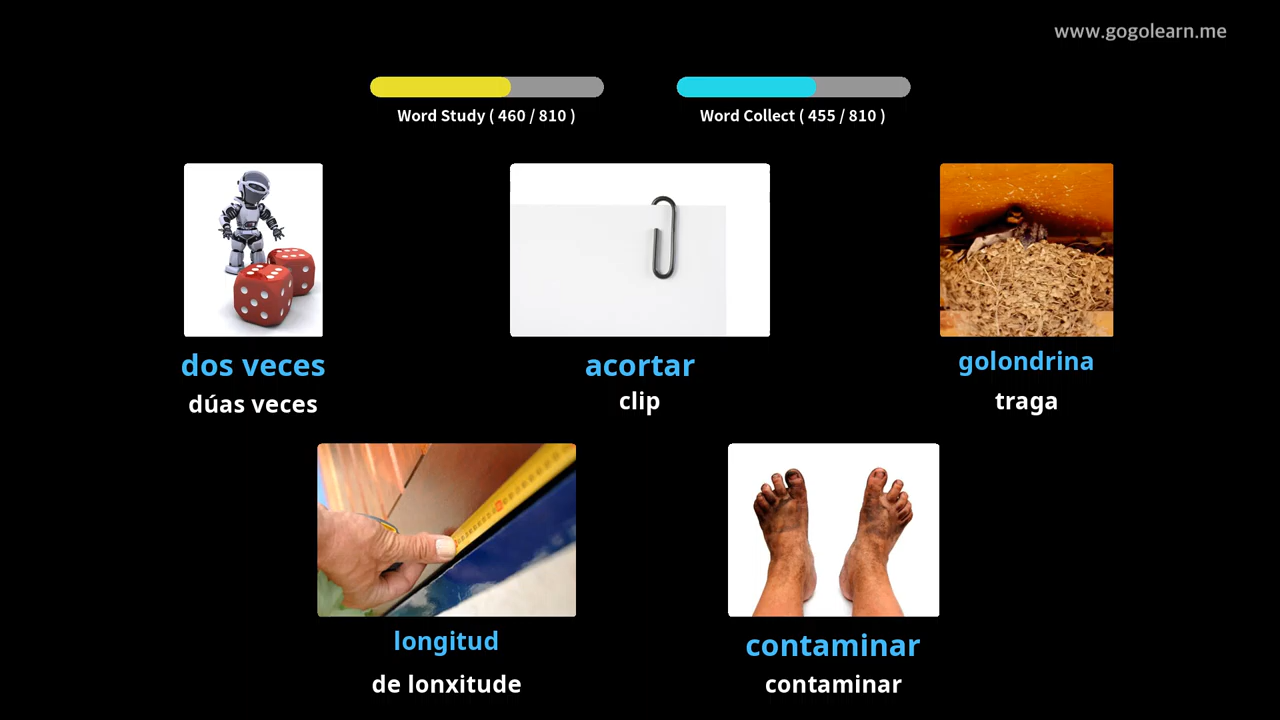 www.gogolearn.me
Word Study ( 460 / 810 )
Word Collect ( 455 / 810 )
dos veces
dúas veces
acortar
clip
golondrina
traga
longitud
de lonxitude
contaminar
contaminar